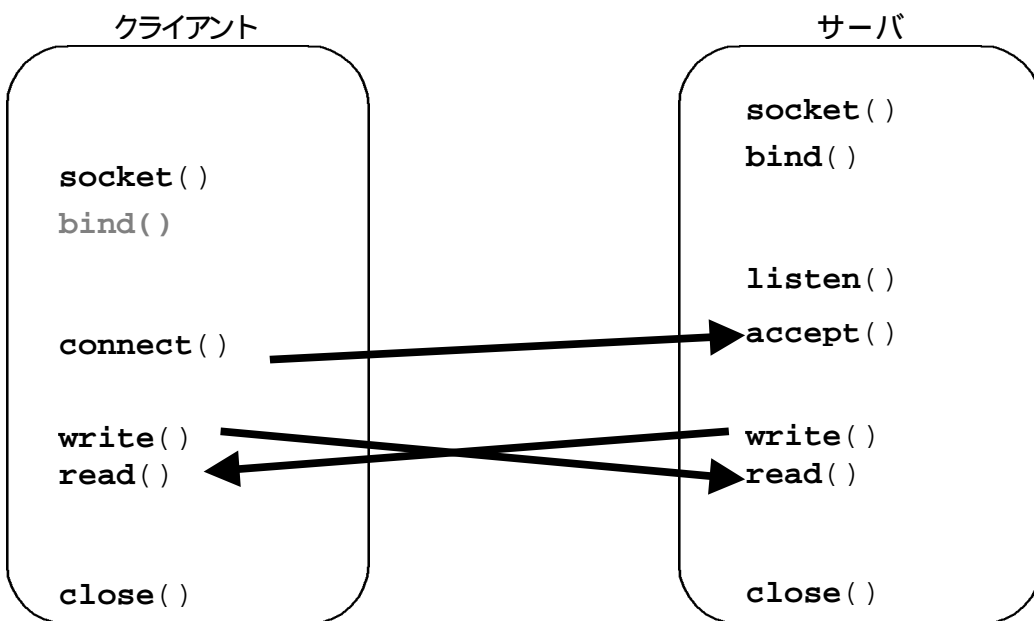 クライアント
socket()
bind()
connect()
write()
read()
close()
サーバ
socket()
bind()
listen()
accept()
write()
read()
close()